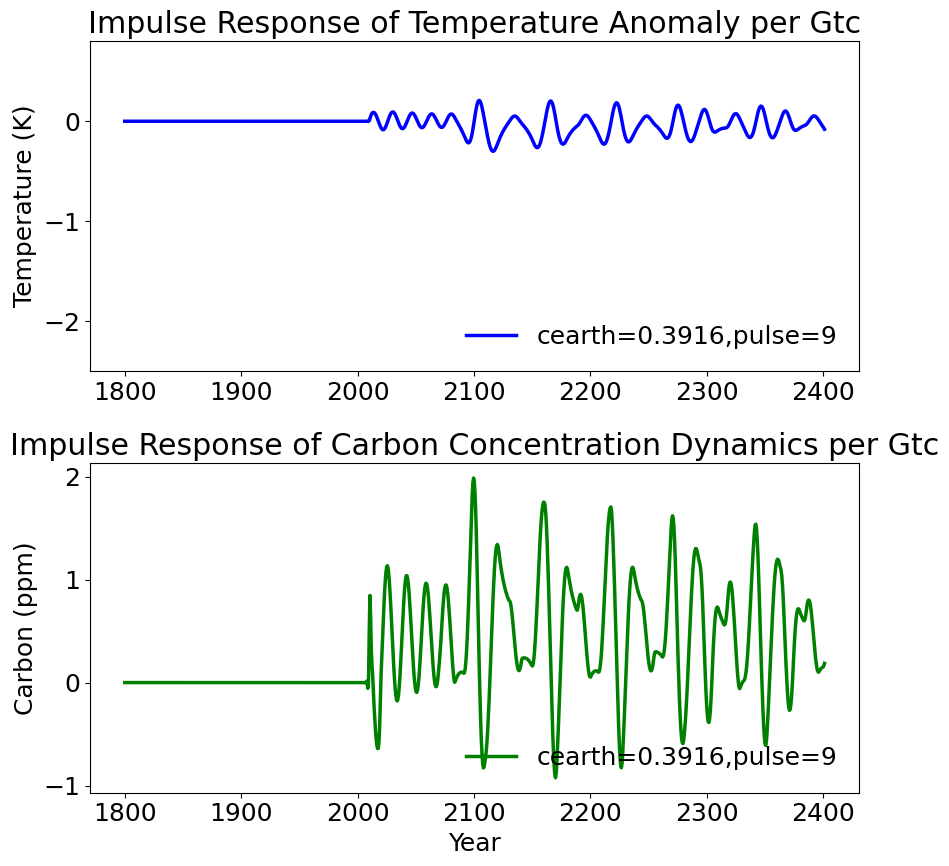 Impulse Response of Temperature Anomaly per Gtc
Temperature (K)
0
−1
−2
cearth=0.3916,pulse=9
1800 1900 2000 2100 2200 2300 2400
Impulse Response of Carbon Concentration Dynamics per Gtc
Carbon (ppm)
2
1
0
−1
cearth=0.3916,pulse=9
1800 1900 2000 2100 2200 2300 2400
Year